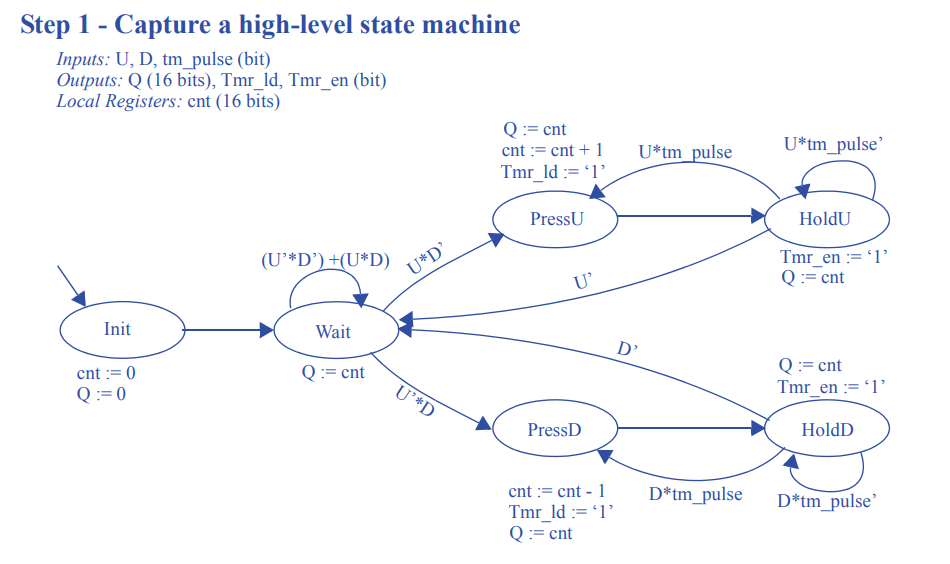 Step 1 - Capture a high-level state machine
Inputs: U, D, tm_pulse (bit)
Outputs: Q (16 bits), Tmr_ld, Tmr_en (bit)
Local Registers: cnt (16 bits)
Q := cnt
cnt := cnt + 1
Tmr_ld := ‘1’
U*tm_pulse
U*tm_pulse’
PressU
HoldU
Tmr_en := ‘1’
Q := cnt
(U’*D’) +(U*D)
U*D’
U’
Init
Wait
cnt := 0
Q := 0
Q := cnt
D’
U’*D
Q := cnt
Tmr_en := ‘1’
PressD
HoldD
cnt := cnt - 1
Tmr_ld := ‘1’
Q := cnt
D*tm_pulse
D*tm_pulse’